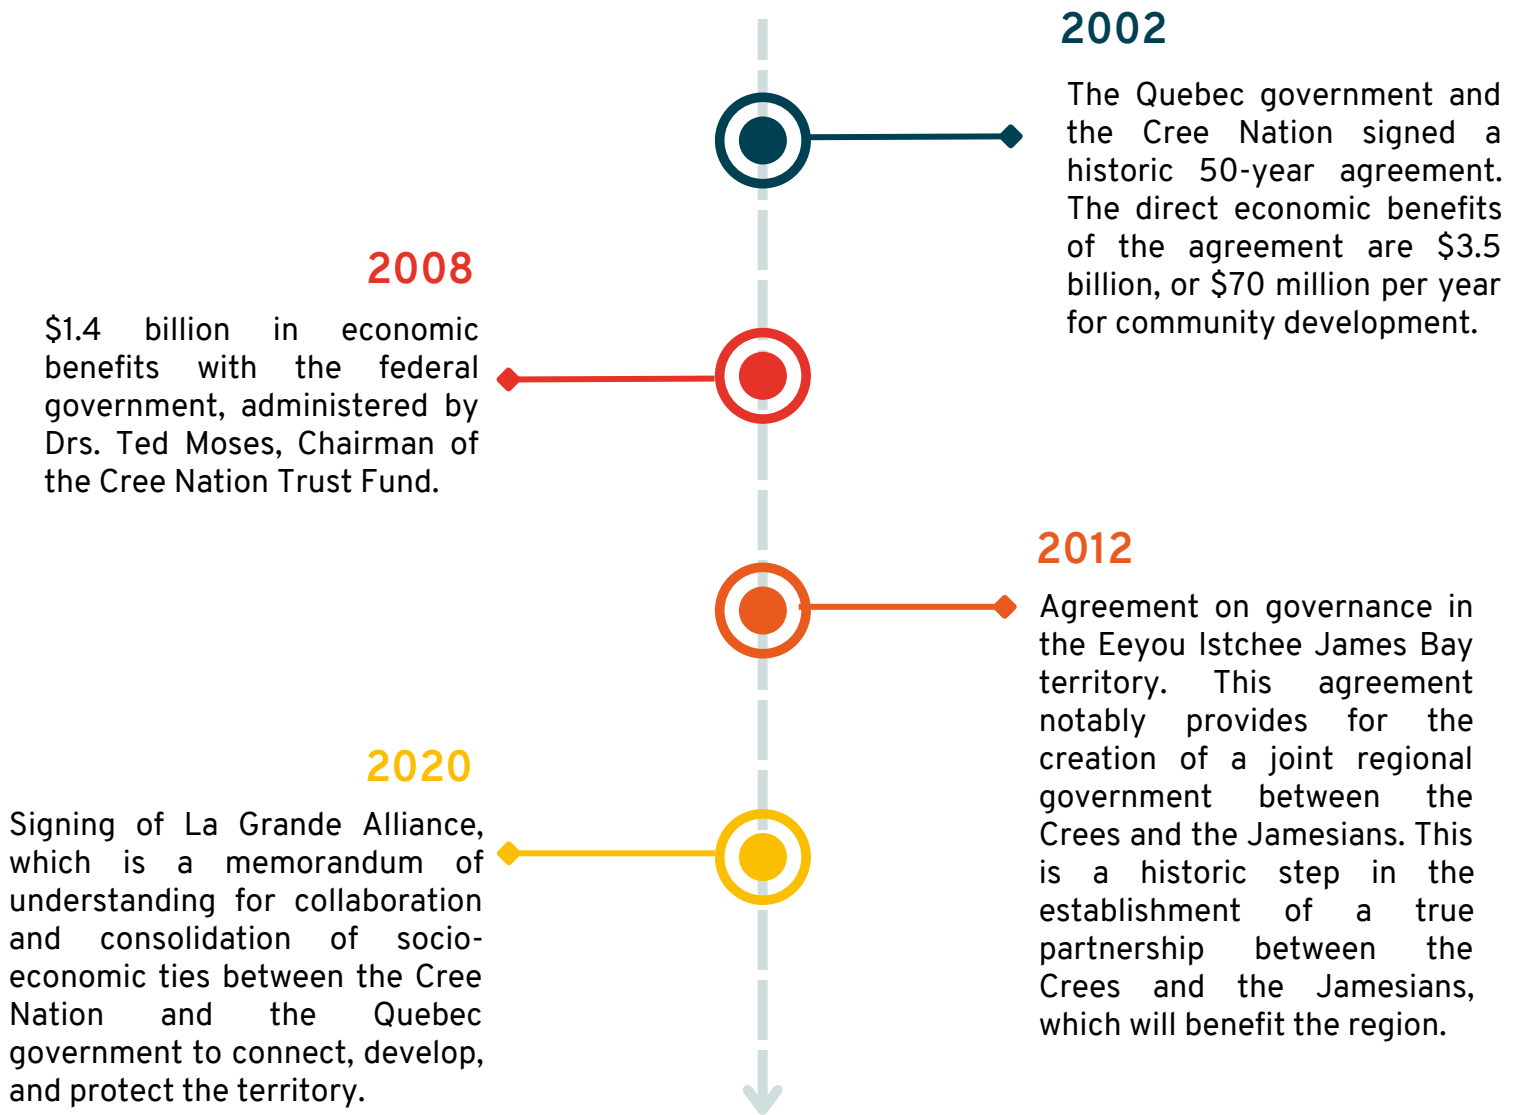 2002
The Quebec government and
the Cree Nation signed a
historic 50-year agreement.
The direct economic benefits
of the agreement are $3.5
billion, or $70 million per year
for community development.
2008
$1.4 billion in economic
benefits with the federal
government, administered by
Drs. Ted Moses, Chairman of
the Cree Nation Trust Fund.
2012
Agreement on governance in
the Eeyou Istchee James Bay
territory. This agreement
notably provides for the
creation of a joint regional
government between the
Crees and the Jamesians. This
is a historic step in the
establishment of a true
partnership between the
Crees and the Jamesians,
which will benefit the region.
2020
Signing of La Grande Alliance,
which is a memorandum of
understanding for collaboration
and consolidation of socio-
economic ties between the Cree
Nation and the Quebec
government to connect, develop,
and protect the territory.